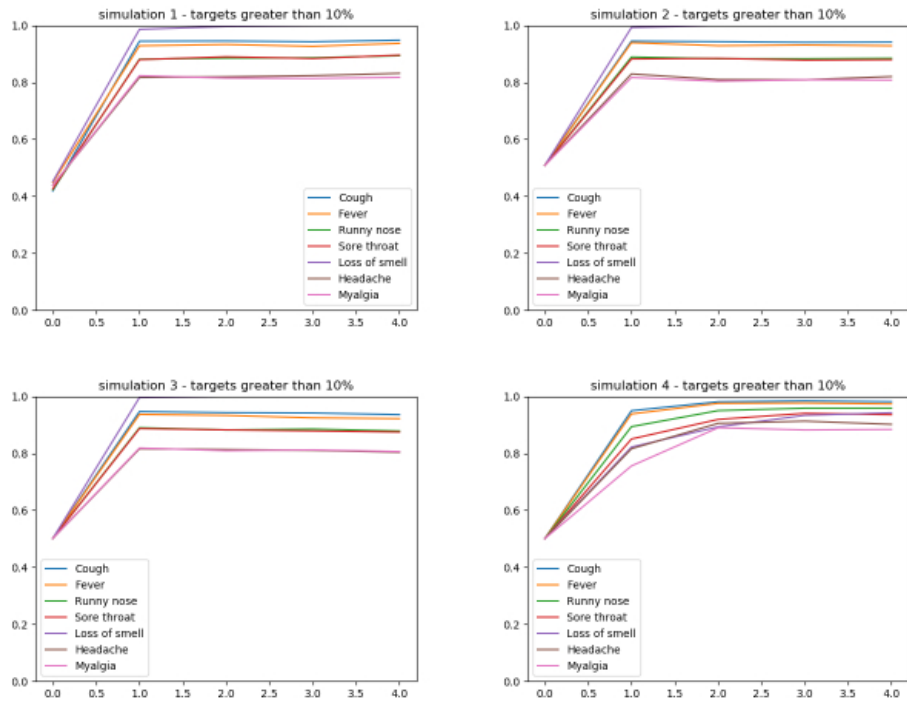 simulation 1 - targets greater than 10%
1.0
0.8
0.6
0.4
0.2
0.0
Cough
Fever
Runny nose
Sore throat
Loss of smell
Headache
Myalgia
0.0 0.5 1.0 1.5 2.0 2.5 3.0 3.5 4.0
simulation 2 - targets greater than 10%
1.0
0.8
0.6
0.4
0.2
0.0
Cough
Fever
Runny nose
Sore throat
Loss of smell
Headache
Myalgia
0.0 0.5 1.0 1.5 2.0 2.5 3.0 3.5 4.0
simulation 3 - targets greater than 10%
1.0
0.8
0.6
0.4
0.2
0.0
Cough
Fever
Runny nose
Sore throat
Loss of smell
Headache
Myalgia
0.0 0.5 1.0 1.5 2.0 2.5 3.0 3.5 4.0
simulation 4 - targets greater than 10%
1.0
0.8
0.6
0.4
0.2
0.0
Cough
Fever
Runny nose
Sore throat
Loss of smell
Headache
Myalgia
0.0 0.5 1.0 1.5 2.0 2.5 3.0 3.5 4.0